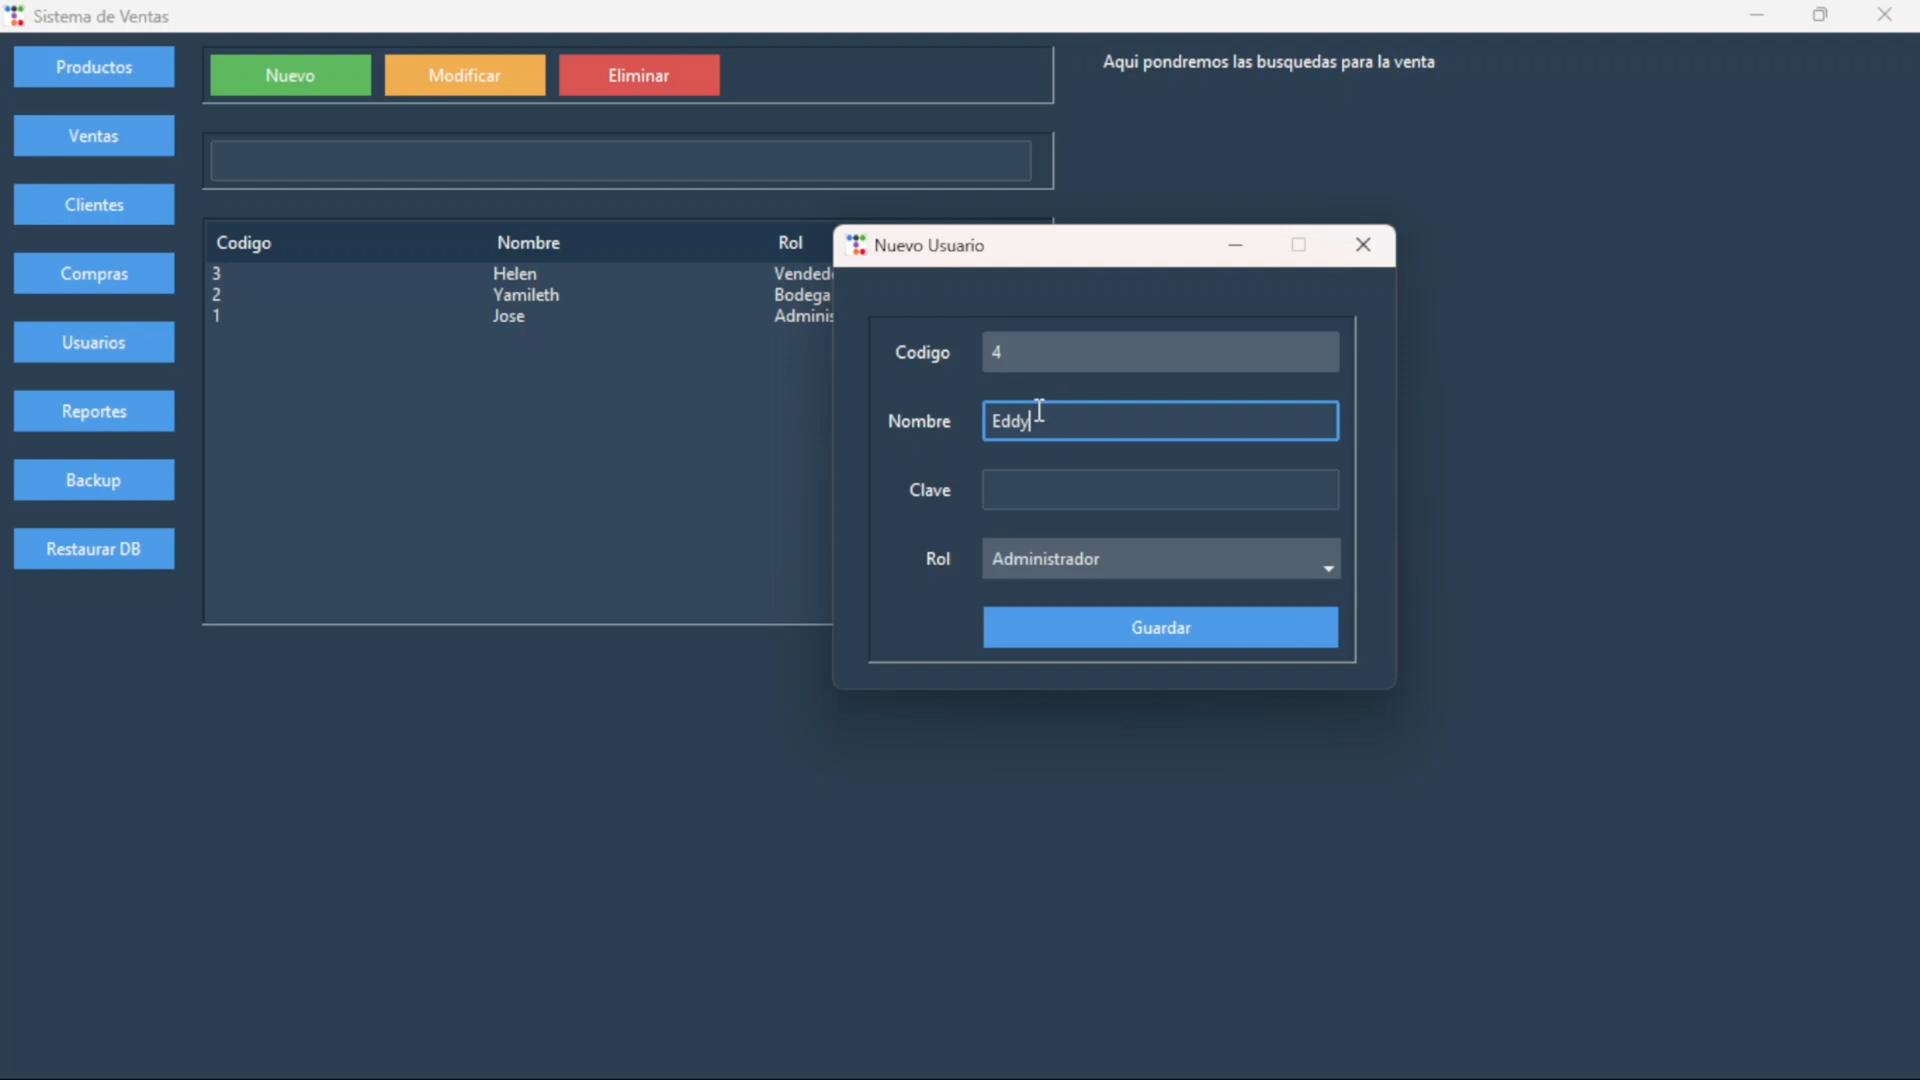 Sistema de Ventas
Productos
Ventas
Clientes
Compras
Usuarios
Reportes
Backup
Restaurar DB
Nuevo Modificar Eliminar
Aqui pondremos las busquedas para la venta
Codigo Nombre Rol
3 Helen Vended
2 Yamileth Bodega
1 Jose Adminis
Nuevo Usuario
Codigo 4
Nombre Eddy
Clave
Rol Administrador
Guardar